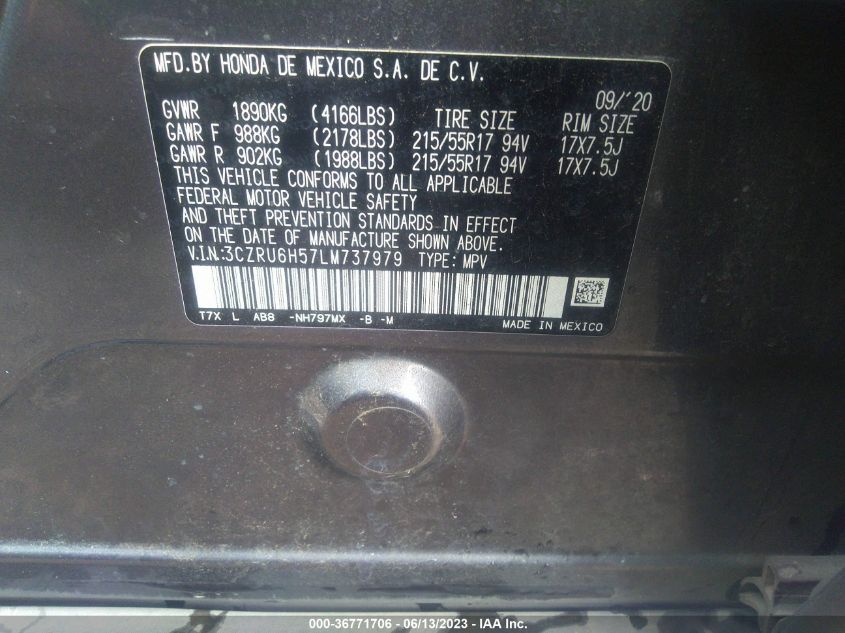 MFD.BY HONDA DE MEXICO S.A. DE C.V.
09/'20
GVWR 1890KG (4166LBS) TIRE SIZE RIM SIZE
GAWR F 988KG (2178LBS) 215/55R17 94V 17X7.5J
GAWR R 902KG (1988LBS) 215/55R17 94V 17X7.5J
THIS VEHICLE CONFORMS TO ALL APPLICABLE
FEDERAL MOTOR VEHICLE SAFETY
AND THEFT PREVENTION STANDARDS IN EFFECT
ON THE DATE OF MANUFACTURE SHOWN ABOVE.
V.I.N.:3CZRU6H57LM737979 TYPE: MPV
T7X L AB8 -NH797MX -B -M
MADE IN MEXICO
000-36771706 - 06/13/2023 - IAA Inc.